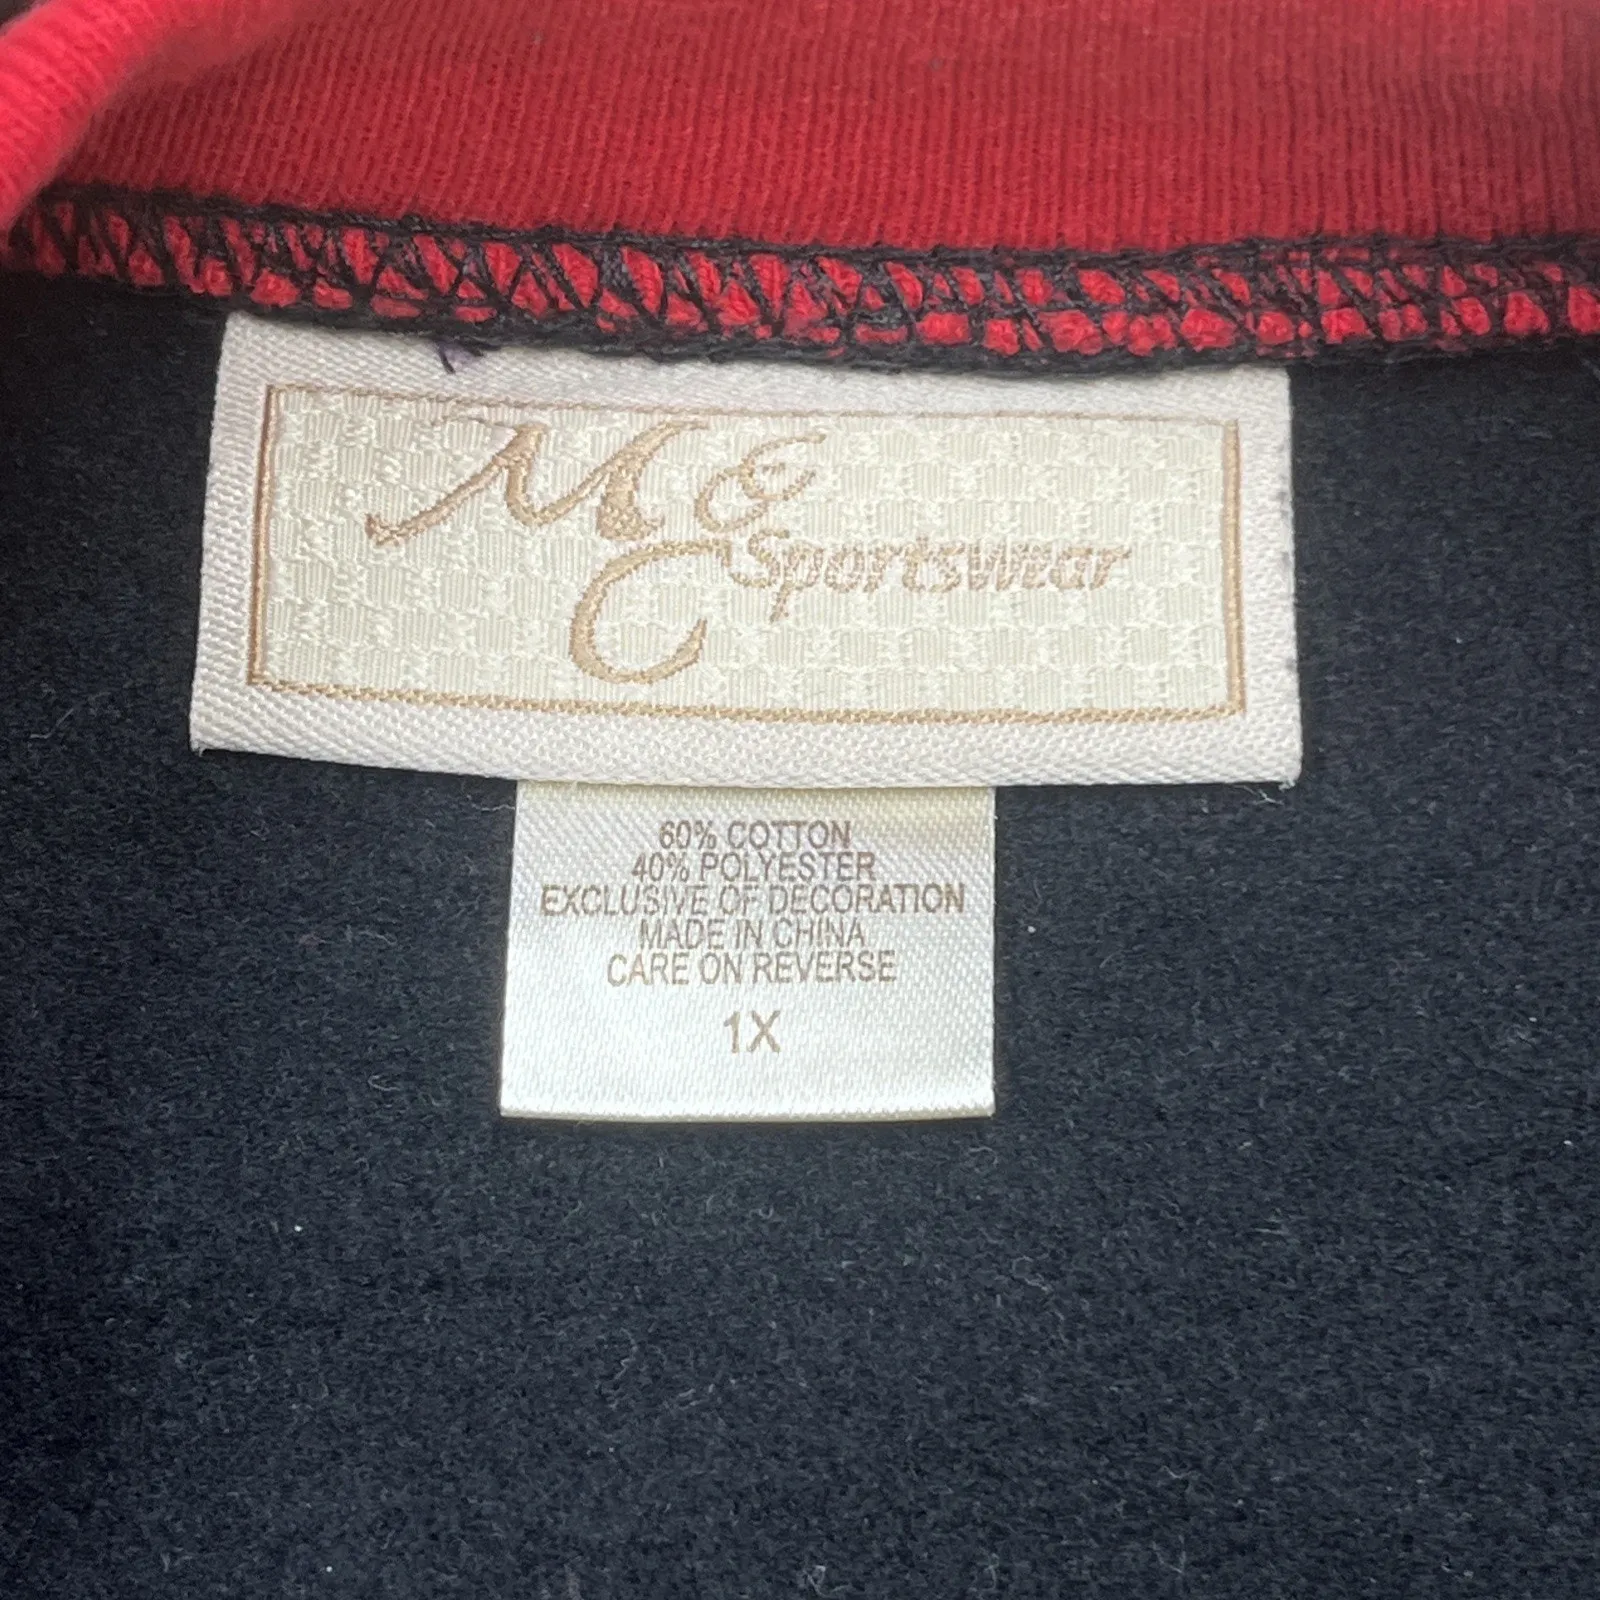 M & C Sportswear
60% COTTON
40% POLYESTER
EXCLUSIVE OF DECORATION
MADE IN CHINA
CARE ON REVERSE
1X